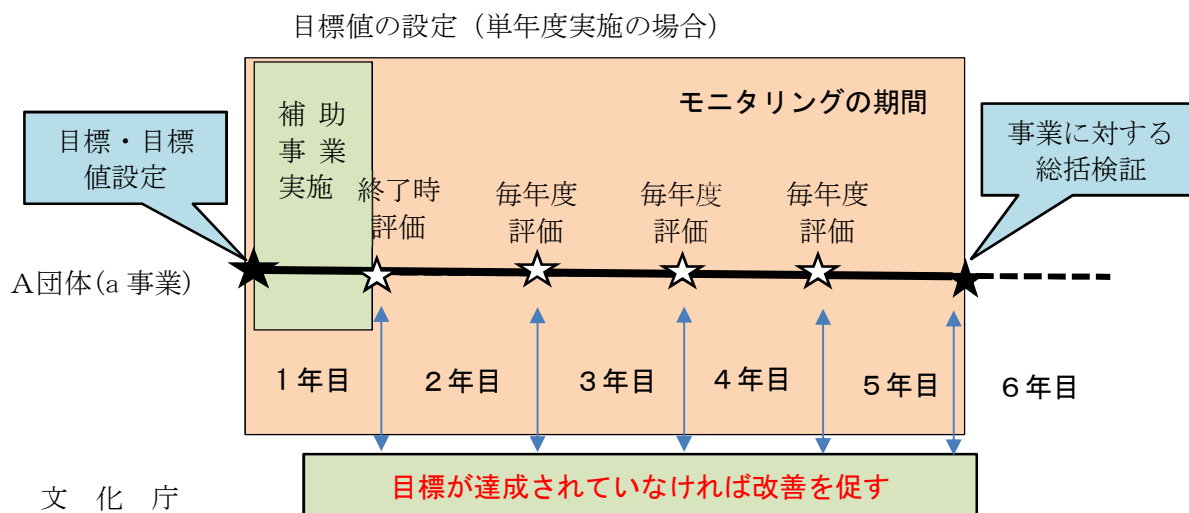 目標値の設定（単年度実施の場合）
モニタリングの期間
補 助
事 業
実施
目標・目標
値設定
事業に対する
総括検証
終了時
評価
毎年度
評価
毎年度
評価
毎年度
評価
A団体(a 事業)
１年目
２年目
３年目
４年目
５年目
６年目
文 化 庁
目標が達成されていなければ改善を促す